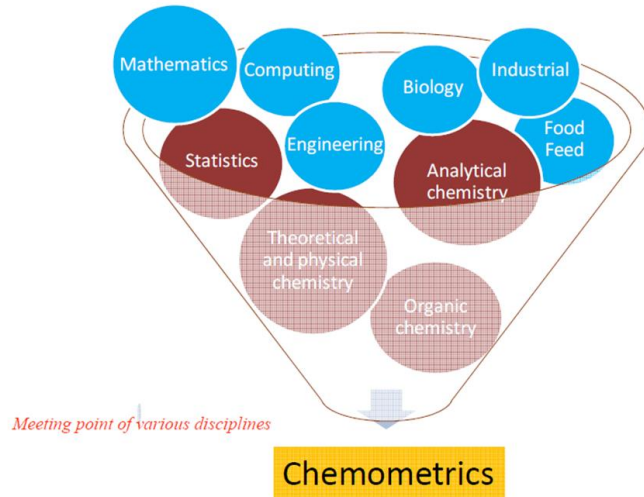 Mathematics
Computing
Biology
Industrial
Statistics
Engineering
Analytical
chemistry
Food
Feed
Theoretical
and physical
chemistry
Organic
chemistry
Meeting point of various disciplines
Chemometrics